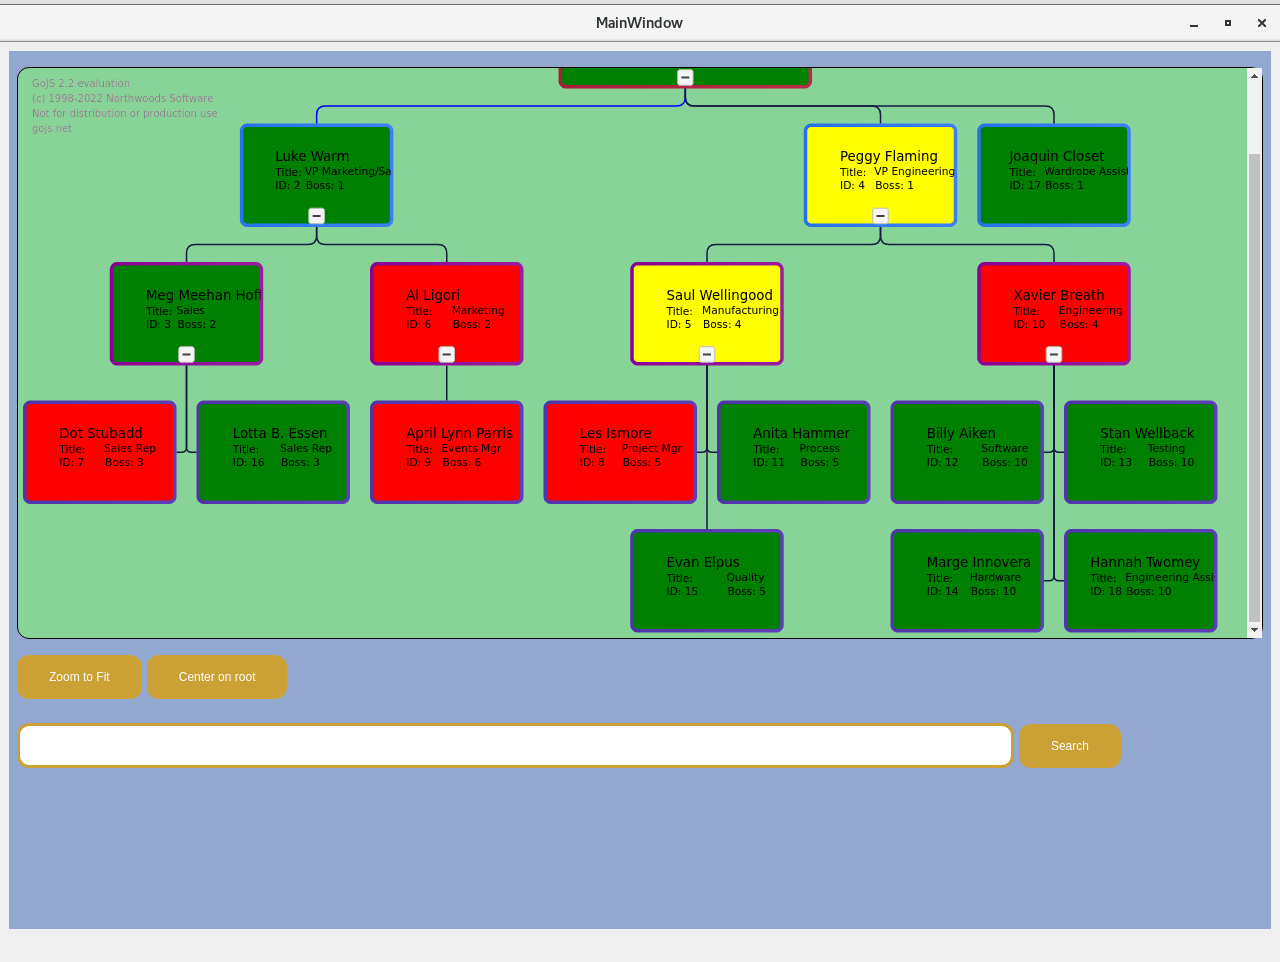 MainWindow
GoJS 2.2 evaluation
(c) 1998-2022 Northwoods Software
Not for distribution or production use
gojs.net
Luke Warm
Title: VP Marketing/Sa
ID: 2 Boss: 1
Peggy Flaming
Title: VP Engineering
ID: 4 Boss: 1
Joaquin Closet
Title: Wardrobe Assist
ID: 17 Boss: 1
Meg Meehan Hoff
Title: Sales
ID: 3 Boss: 2
Al Ligori
Title: Marketing
ID: 6 Boss: 2
Saul Wellingood
Title: Manufacturing
ID: 5 Boss: 4
Xavier Breath
Title: Engineering
ID: 10 Boss: 4
Dot Stubadd
Title: Sales Rep
ID: 7 Boss: 3
Lotta B. Essen
Title: Sales Rep
ID: 16 Boss: 3
April Lynn Parris
Title: Events Mgr
ID: 9 Boss: 6
Les Ismore
Title: Project Mgr
ID: 8 Boss: 5
Anita Hammer
Title: Process
ID: 11 Boss: 5
Billy Aiken
Title: Software
ID: 12 Boss: 10
Stan Wellback
Title: Testing
ID: 13 Boss: 10
Evan Elpus
Title: Quality
ID: 15 Boss: 5
Marge Innovera
Title: Hardware
ID: 14 Boss: 10
Hannah Twomey
Title: Engineering Assi
ID: 18 Boss: 10
Zoom to Fit
Center on root
Search